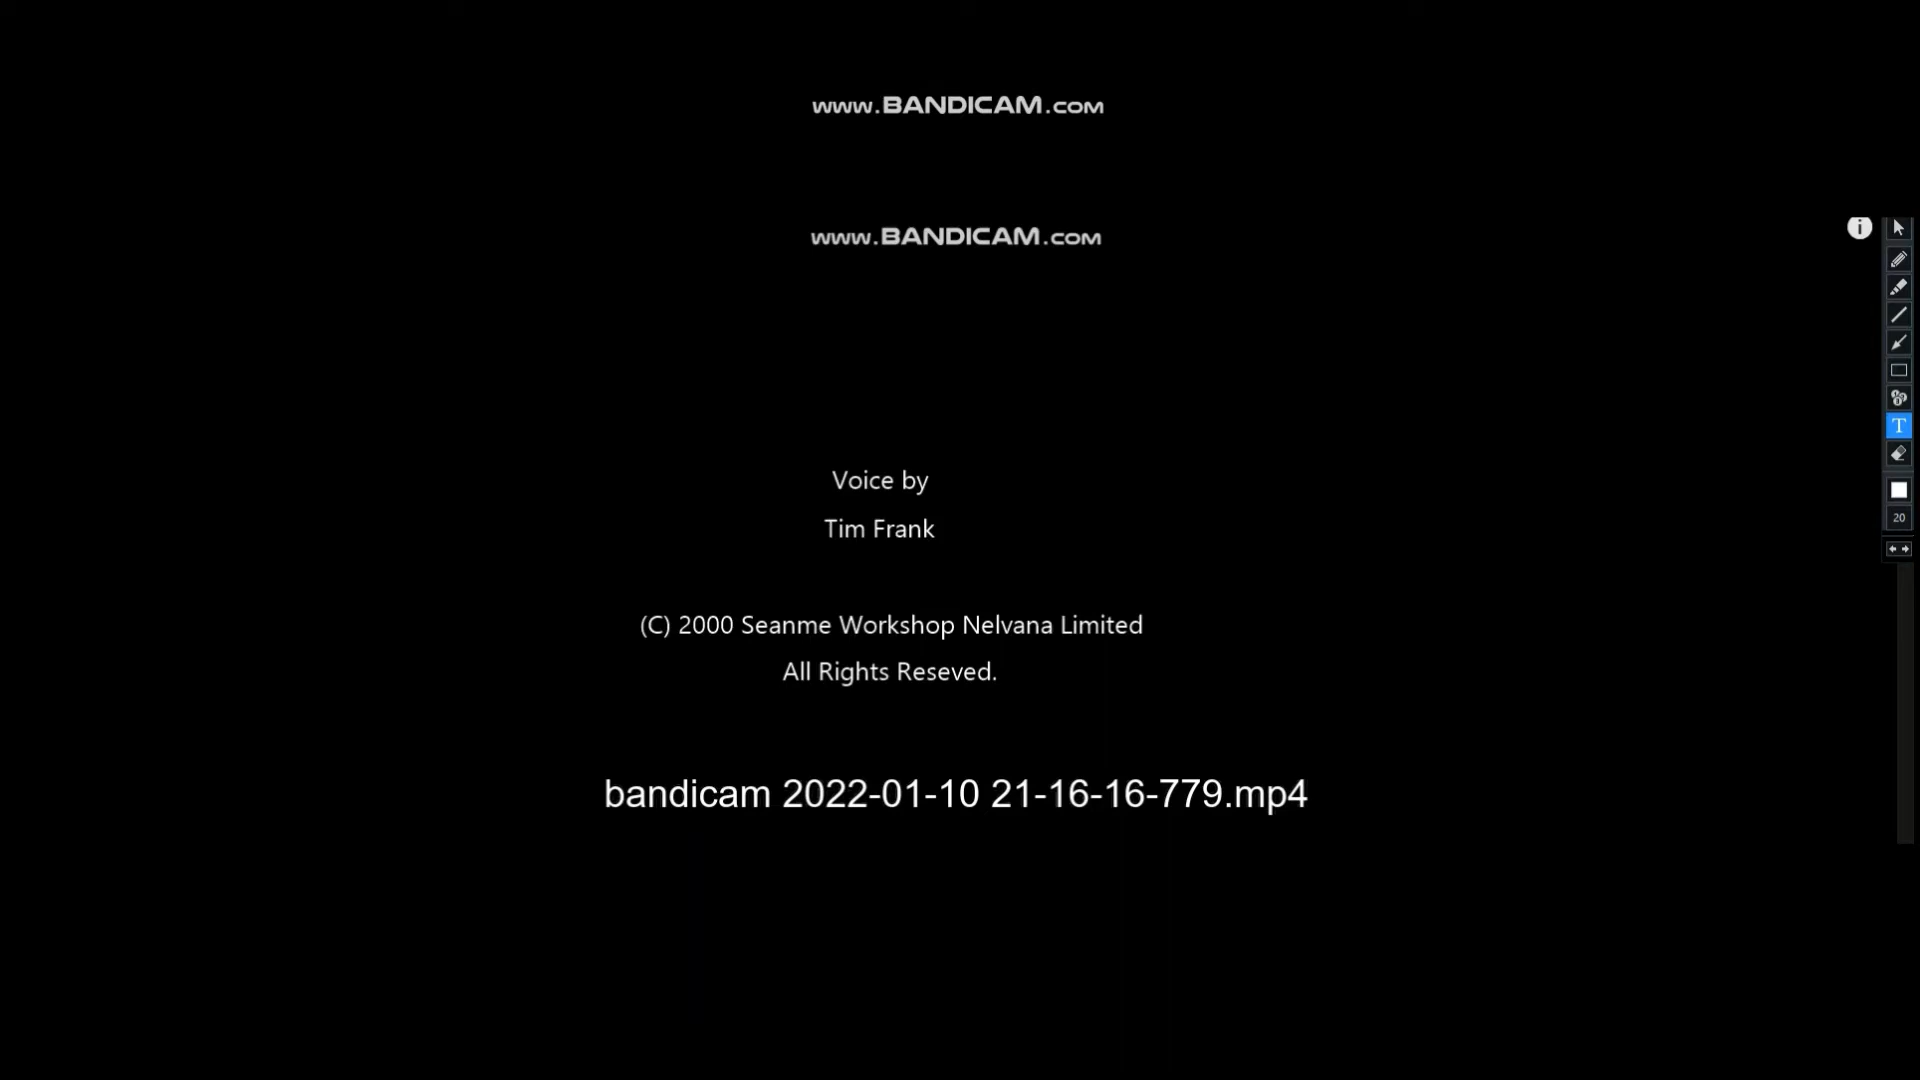 www.BANDICAM.COM
www.BANDICAM.COM
Voice by
Tim Frank
(C) 2000 Seanme Workshop Nelvana Limited
All Rights Reseved.
bandicam 2022-01-10 21-16-16-779.mp4
T
20